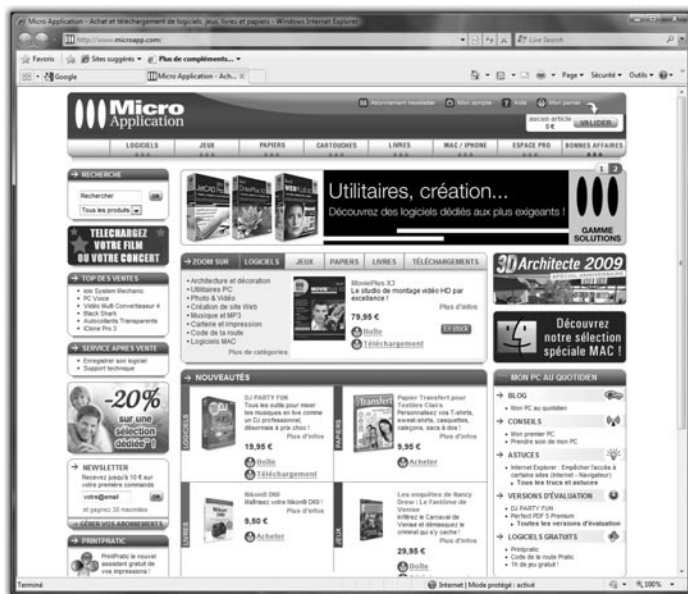 Micro Application - Achat et téléchargement de logiciels, jeux, livres et papiers - Windows Internet Explorer
http://www.microapp.com/
Live Search
Favoris
Sites suggérés
Plus de compléments...
Google
Micro Application - Ach...
Page
Sécurité
Outils
Micro
Application
Abonnement newsletter
Mon compte
Aide
Mon panier
aucun article
0 €
VALIDER
LOGICIELS
JEUX
PAPIERS
CARTOUCHES
LIVRES
MAC / IPHONE
ESPACE PRO
BONNES AFFAIRES
RECHERCHE
Rechercher
OK
Tous les produits
TELECHARGEZ
VOTRE FILM
OU VOTRE CONCERT
TOP DES VENTES
Iolo System Mechanic
PC Voice
Vidéo Multi Convertisseur 4
Black Shark
Autocollants Transparents
iClone Pro 3
SERVICE APRES VENTE
Enregistrer son logiciel
Support technique
-20%
sur une
sélection
dédiée
NEWSLETTER
Recevez jusqu'à 10 € sur
votre première commande
votre@email
OK
et gagnez 30 maximiles
GÉRER VOS ABONNEMENTS
PRINTPRATIC
PrintPratic le nouvel
assistant gratuit de
vos impressions !
Utilitaires, création...
Découvrez des logiciels dédiés aux plus exigeants !
1
2
GAMME
SOLUTIONS
ZOOM SUR
LOGICIELS
JEUX
PAPIERS
LIVRES
TÉLÉCHARGEMENTS
Architecture et décoration
Utilitaires PC
Photo & Vidéo
Création de site Web
Musique et MP3
Carterie et impression
Code de la route
Logiciels MAC
Plus de catégories
MoviePlus X3
Le studio de montage vidéo HD par
excellence !
Plus d'infos
79,95 €
Boîte
Téléchargement
En stock
3D Architecte 2009
SPÉCIAL ANNIVERSAIRE
Découvrez
notre sélection
spéciale MAC !
NOUVEAUTÉS
LOGICIELS
DJ PARTY FUN
Tous les outils pour mixer
tes musiques en live comme
un DJ professionnel,
désormais à prix choc !
Plus d'infos
19,95 €
Boîte
Téléchargement
PAPIERS
Papier Transfert pour
Textiles Clairs
Personnalisez vos T-shirts,
sweat-shirts, casquettes,
caleçons, sacs à dos !
Plus d'infos
9,95 €
Acheter
LIVRES
Nikon® D60
Maîtrisez votre Nikon® D60 !
Plus d'infos
9,50 €
Acheter
JEUX
Les enquêtes de Nancy
Drew : Le Fantôme de
Venise
Infiltrez le Carnaval de
Venise et démasquez le
criminel qui s'y cache !
Plus d'infos
29,95 €
Boîte
MON PC AU QUOTIDIEN
BLOG
Mon PC au quotidien
CONSEILS
Mon premier PC
Prendre soin de mon PC
ASTUCES
Internet Explorer : Empêcher l'accès à
certains sites (Internet - Navigateur)
Tous les trucs et astuces
VERSIONS D'ÉVALUATION
DJ PARTY FUN
Perfect PDF 5 Premium
Toutes les versions d'évaluation
LOGICIELS GRATUITS
Printpratic
Code de la route Pratic
1h de jeu gratuit !
Terminé
Internet | Mode protégé : activé
100%